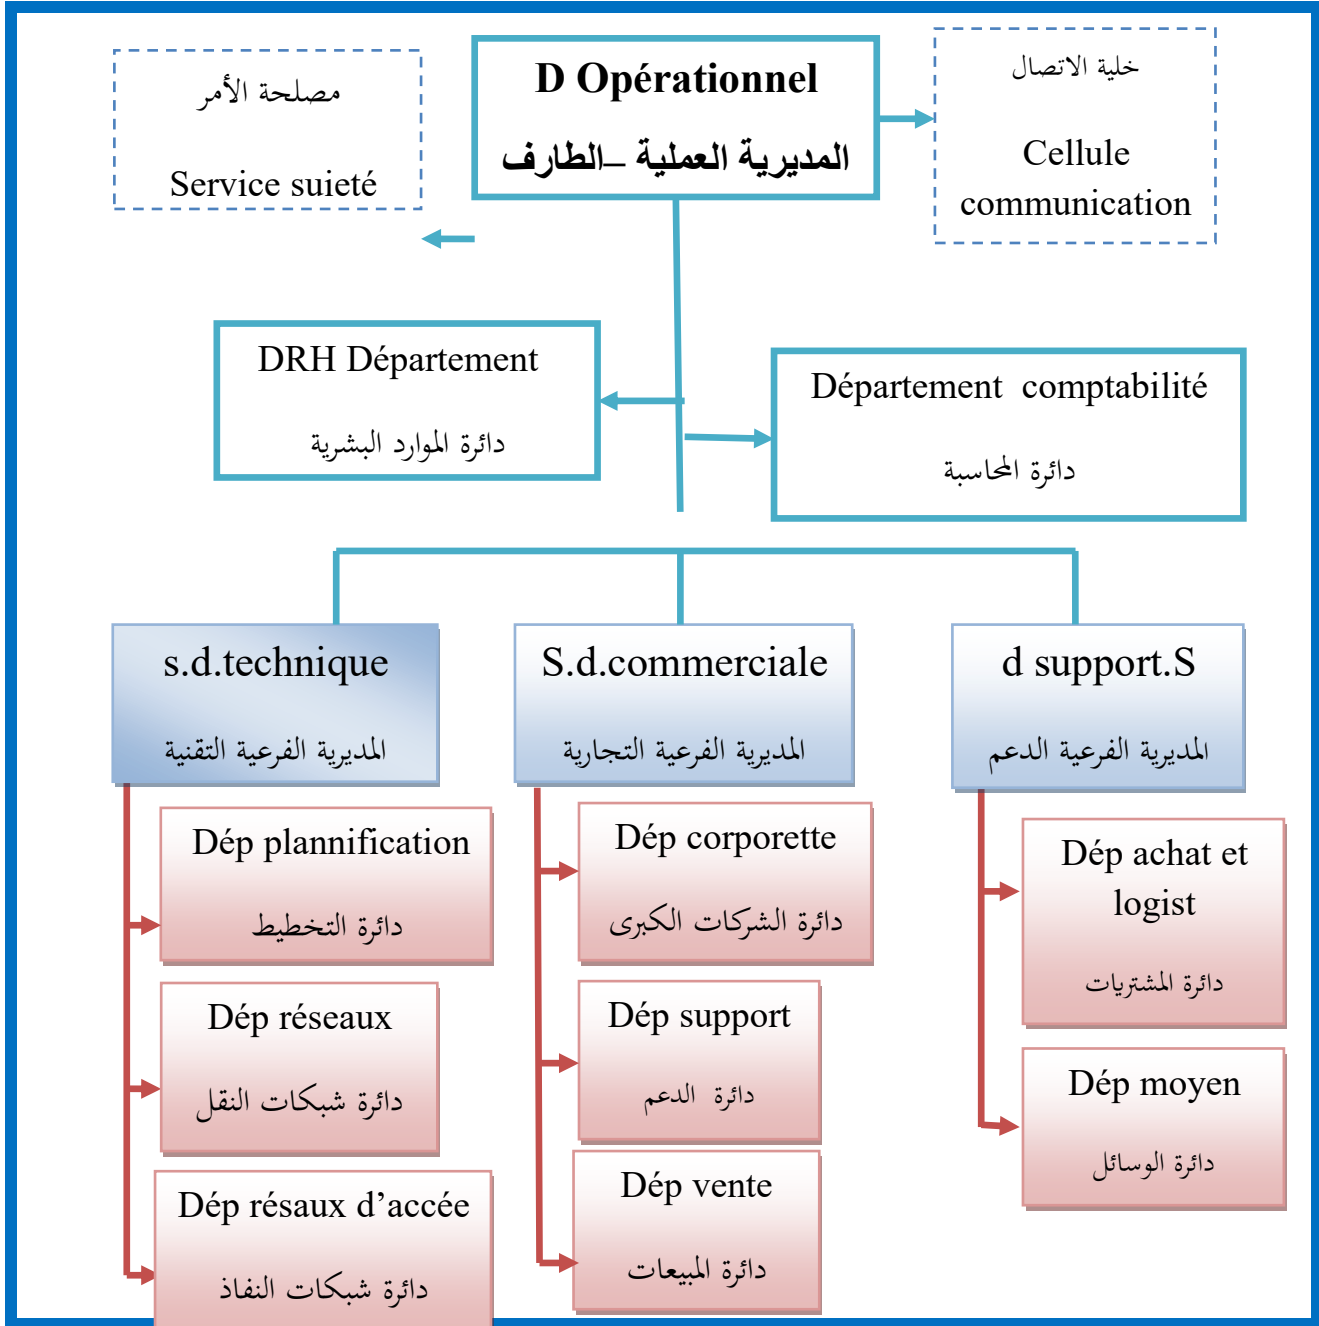 مصلحة الأمر
Service suieté
D Opérationnel
المديرية العملية –الطارف
خلية الاتصال
Cellule
communication
DRH Département
دائرة الموارد البشرية
Département comptabilité
دائرة المحاسبة
s.d.technique
المديرية الفرعية التقنية
S.d.commerciale
المديرية الفرعية التجارية
d support.S
المديرية الفرعية الدعم
Dép plannification
دائرة التخطيط
Dép réseaux
دائرة شبكات النقل
Dép résaux d’accée
دائرة شبكات النفاذ
Dép corporette
دائرة الشركات الكبرى
Dép support
دائرة الدعم
Dép vente
دائرة المبيعات
Dép achat et
logist
دائرة المشتريات
Dép moyen
دائرة الوسائل